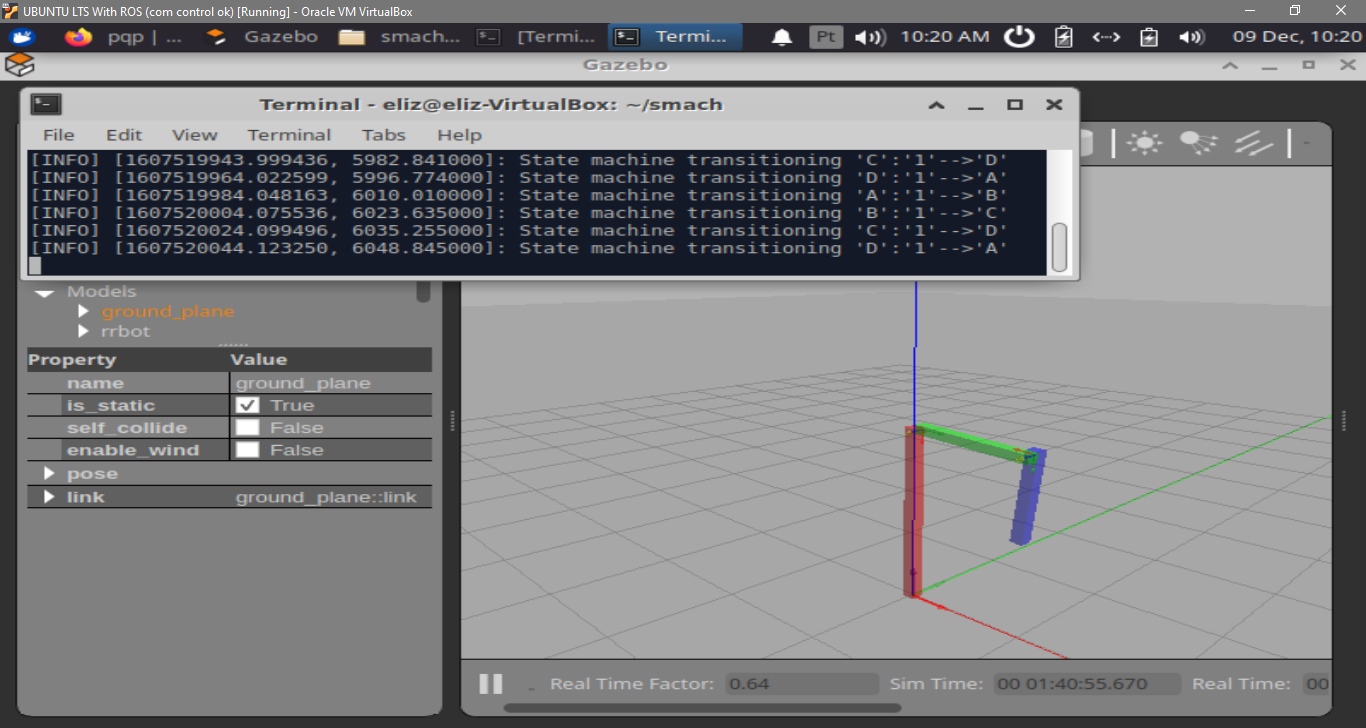 UBUNTU LTS With ROS (com control ok) [Running] - Oracle VM VirtualBox
pqp | ... Gazebo smach... [Termi... Termi... Pt 10:20 AM 09 Dec, 10:20
Gazebo
Terminal - eliz@eliz-VirtualBox: ~/smach
File Edit View Terminal Tabs Help
[INFO] [1607519943.999436, 5982.841000]: State machine transitioning 'C':'1'-->'D'
[INFO] [1607519964.022599, 5996.774000]: State machine transitioning 'D':'1'-->'A'
[INFO] [1607519984.048163, 6010.010000]: State machine transitioning 'A':'1'-->'B'
[INFO] [1607520004.075536, 6023.635000]: State machine transitioning 'B':'1'-->'C'
[INFO] [1607520024.099496, 6035.255000]: State machine transitioning 'C':'1'-->'D'
[INFO] [1607520044.123250, 6048.845000]: State machine transitioning 'D':'1'-->'A'
Models
ground_plane
rrbot
Property Value
name ground_plane
is_static True
self_collide False
enable_wind False
pose
link ground_plane::link
Real Time Factor: 0.64 Sim Time: 00 01:40:55.670 Real Time: 00